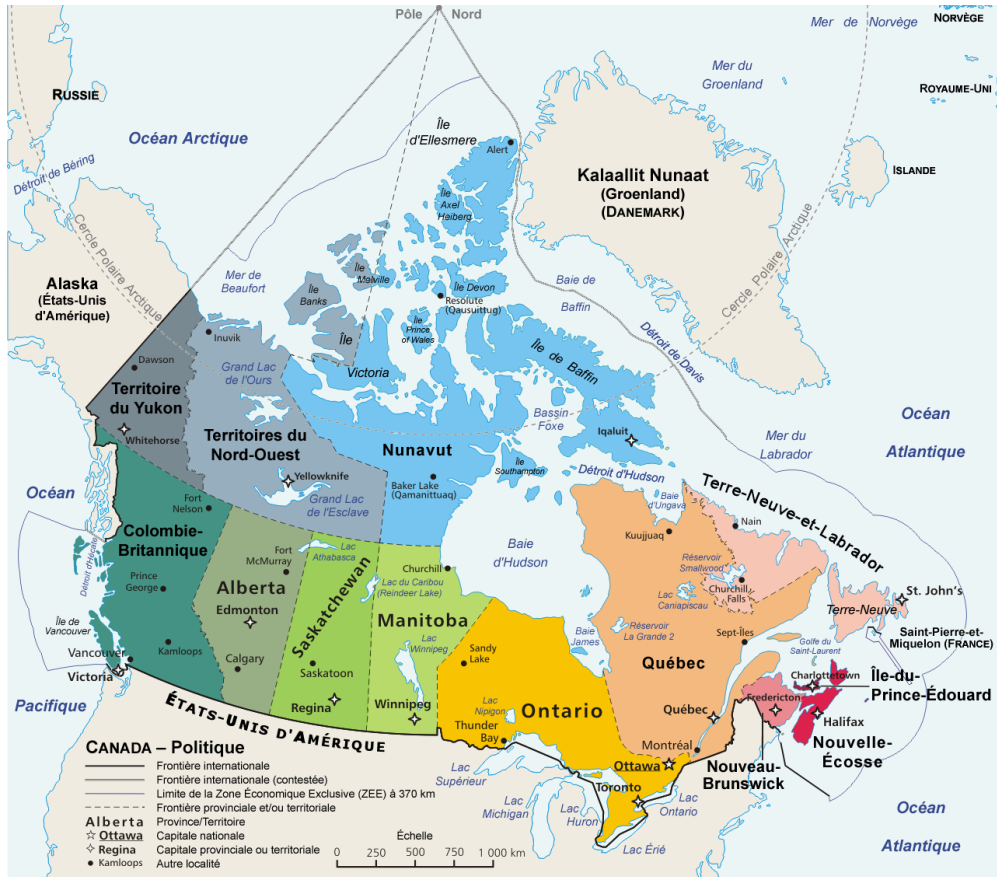 Pôle Nord
Mer de Norvège
NORVÈGE
Mer du
Groenland
ROYAUME-UNI
RUSSIE
Océan Arctique
Île
d'Ellesmere
Alert
Détroit de Béring
Kalaallit Nunaat
(Groenland)
(DANEMARK)
ISLANDE
Île
Axel
Heiberg
Cercle Polaire Arctique
Cercle Polaire Arctique
Mer de
Beaufort
Île
Melville
Île Devon
Baie de
Baffin
Alaska
(États-Unis
d'Amérique)
Île
Banks
Resolute
(Qausuittug)
Île
Prince
of Wales
Île
Victoria
Inuvik
Détroit de Davis
Île de Baffin
Dawson
Grand Lac
de l'Ours
Territoire
du Yukon
Whitehorse
Bassin
Foxe
Iqaluit
Océan
Atlantique
Territoires du
Nord-Ouest
Mer du
Labrador
Nunavut
Île
Southampton
Détroit d'Hudson
Yellowknife
Baker Lake
(Qamanittuaq)
Terre-Neuve-et-Labrador
Océan
Pacifique
Grand Lac
de l'Esclave
Fort
Nelson
Baie
d'Ungava
Nain
Colombie-
Britannique
Kuujjuaq
Détroit d'Hécate
Fort
McMurray
Lac
Athabasca
Baie
d'Hudson
Réservoir
Smallwood
Churchill
Churchill
Falls
Prince
George
Alberta
Edmonton
Lac du Caribou
(Reindeer Lake)
Lac
Caniapiscau
St. John's
Terre-Neuve
Saskatchewan
Manitoba
Île de
Vancouver
Réservoir
La Grande 2
Baie
James
Sept-Îles
Saint-Pierre-et-
Miquelon (FRANCE)
Vancouver
Kamloops
Lac
Winnipeg
Sandy
Lake
Golfe du
Saint-Laurent
Victoria
Calgary
Saskatoon
Québec
Charlottetown
Île-du-
Prince-Édouard
Regina
Winnipeg
Lac
Nipigon
Ontario
Québec
Fredericton
Halifax
ÉTATS-UNIS D'AMÉRIQUE
Thunder
Bay
Montréal
Nouvelle-
Écosse
Nouveau-
Brunswick
Ottawa
Lac
Supérieur
Toronto
Lac
Michigan
Lac
Huron
Lac
Ontario
Lac Érié
Océan
Atlantique
CANADA – Politique
Frontière internationale
Frontière internationale (contestée)
Limite de la Zone Économique Exclusive (ZEE) à 370 km
Frontière provinciale et/ou territoriale
Alberta Province/Territoire
Ottawa Capitale nationale
Regina Capitale provinciale ou territoriale
Kamloops Autre localité
Échelle
0 250 500 750 1 000 km